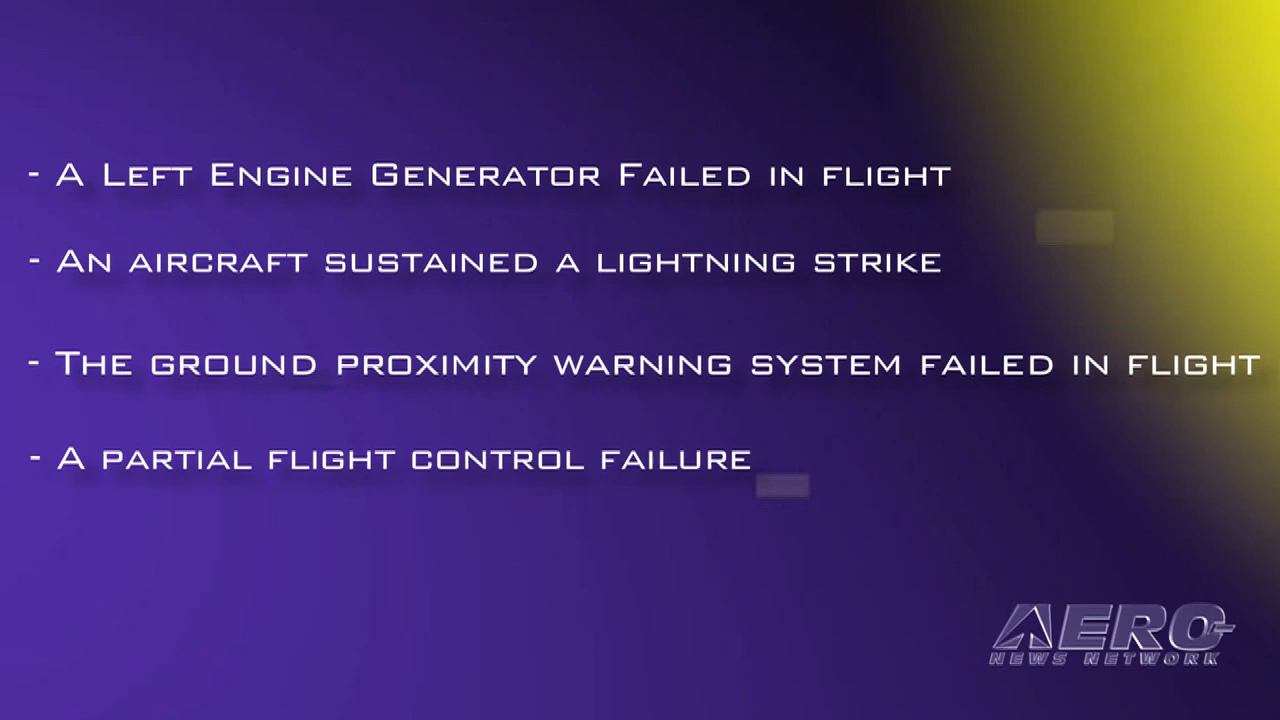 - A Left Engine Generator Failed in flight
- An aircraft sustained a lightning strike
- The ground proximity warning system failed in flight
- A partial flight control failure
AERO-
NEWS NETWORK